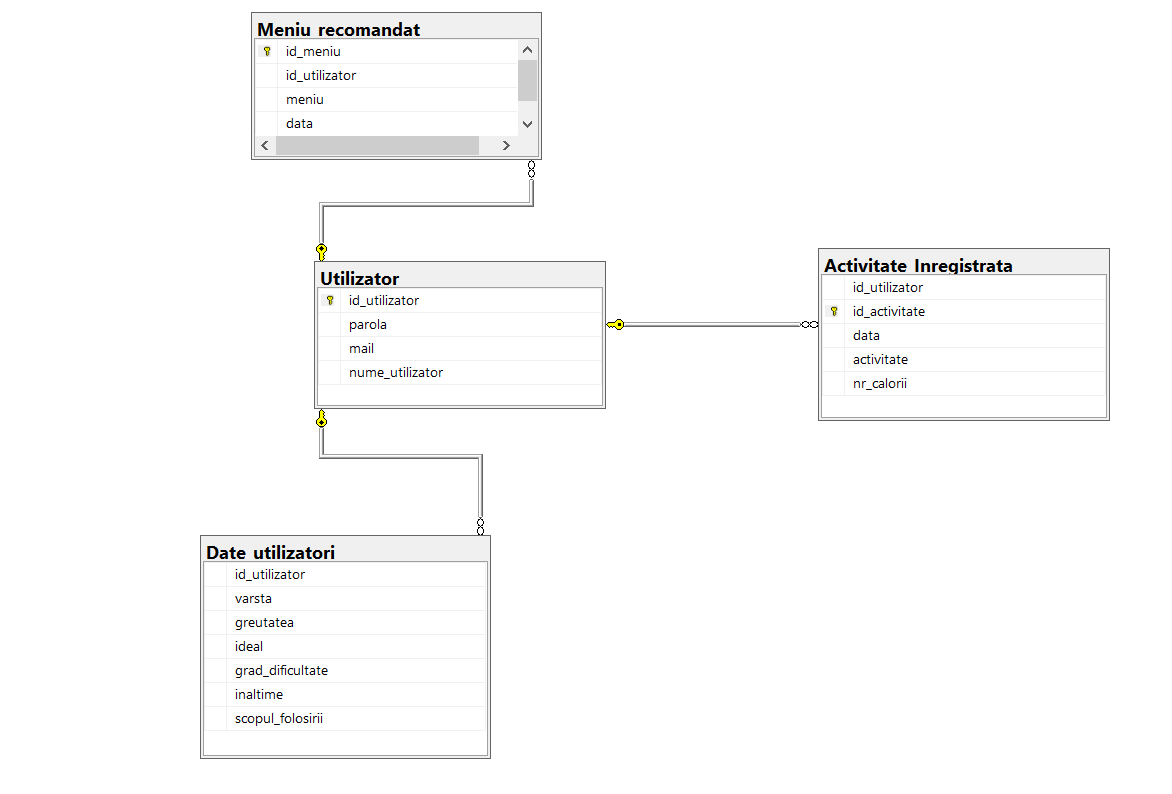 Meniu recomandat
id_meniu
id_utilizator
meniu
data
Utilizator
id_utilizator
parola
mail
nume_utilizator
Activitate Inregistrata
id_utilizator
id_activitate
data
activitate
nr_calorii
Date utilizatori
id_utilizator
varsta
greutatea
ideal
grad_dificultate
inaltime
scopul_folosirii